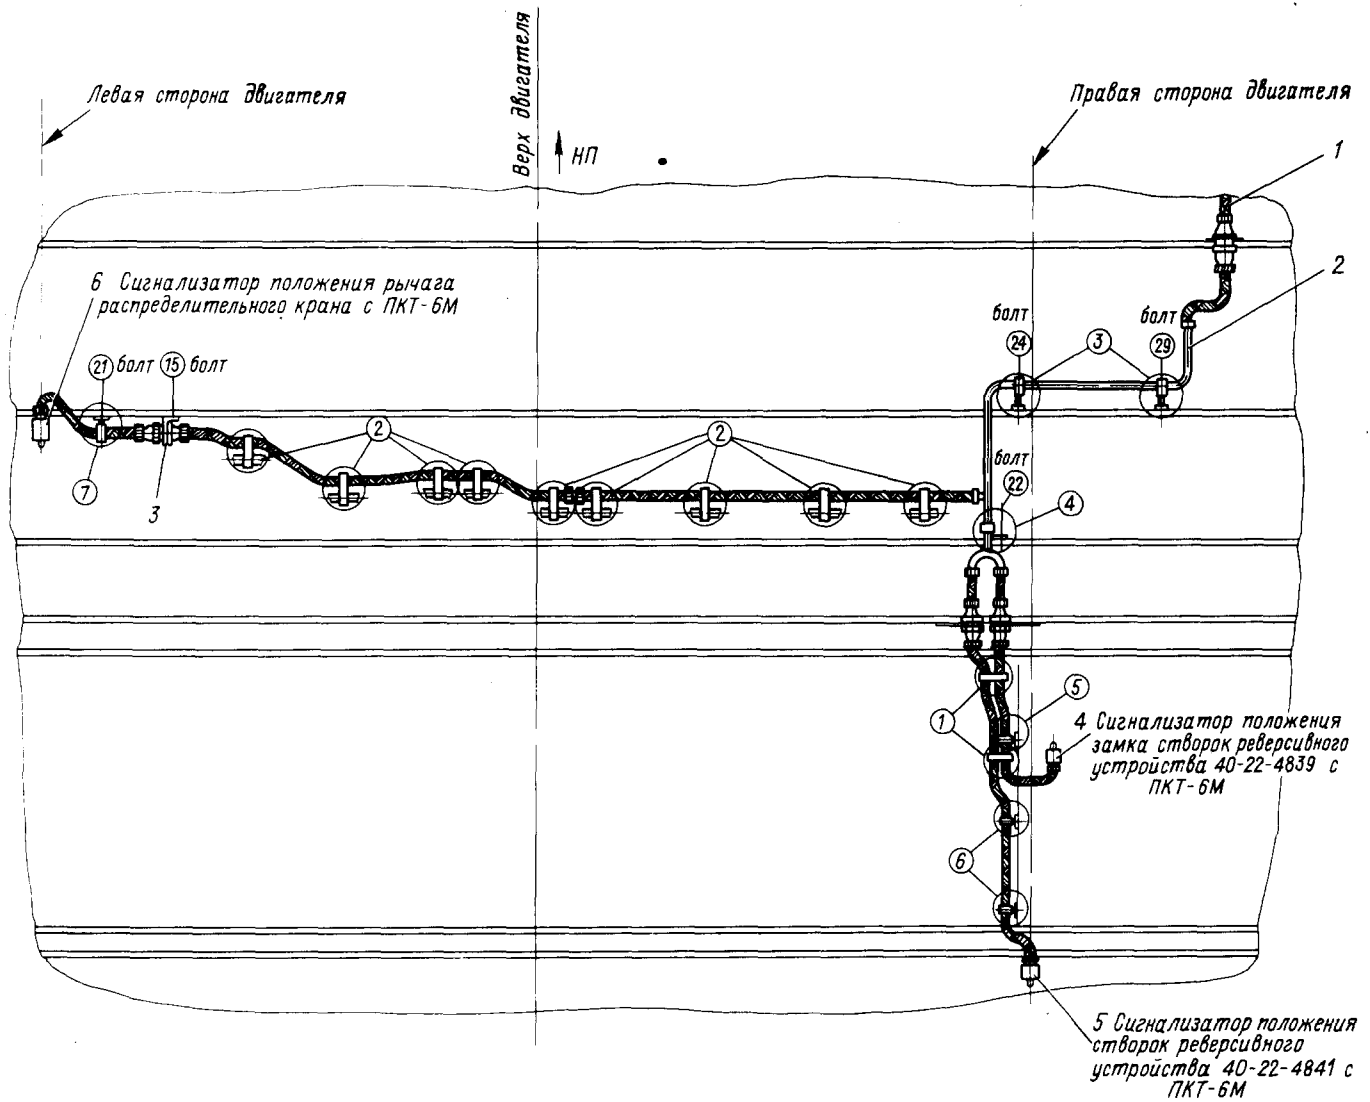 Левая сторона двигателя
Верх двигателя
НП
Правая сторона двигателя
1
2
6 Сигнализатор положения рычага
распределительного крана с ПКТ-6М
болт
болт
24
3
29
21 болт 15 болт
2
2
7
3
болт
22
4
5
1
4 Сигнализатор положения
замка створок реверсивного
устройства 40-22-4839 с
ПКТ-6М
6
5 Сигнализатор положения
створок реверсивного
устройства 40-22-4841 с
ПКТ-6М